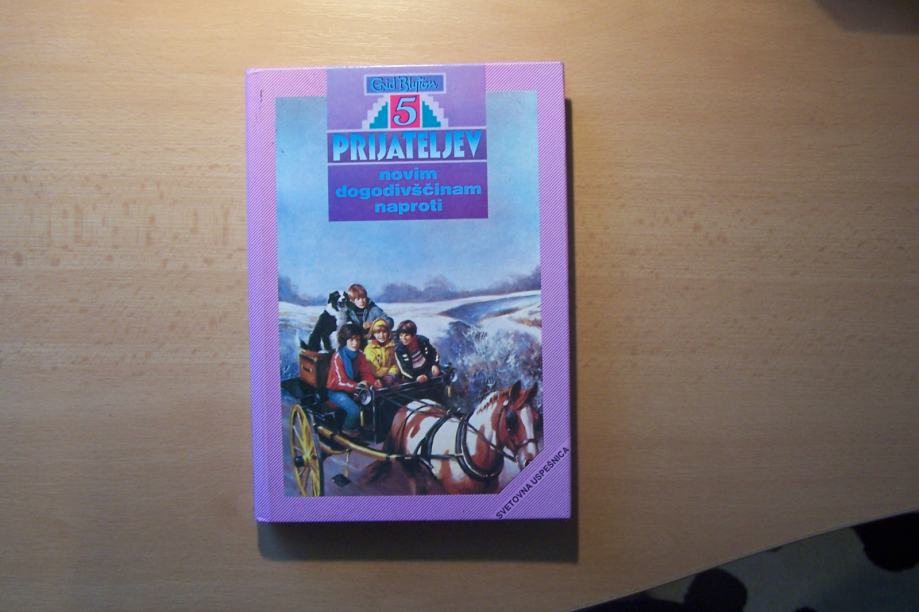 Enid Blyton
5
PRIJATELJEV
novim
dogodivščinam
naproti
SVETOVNA USPEŠNICA